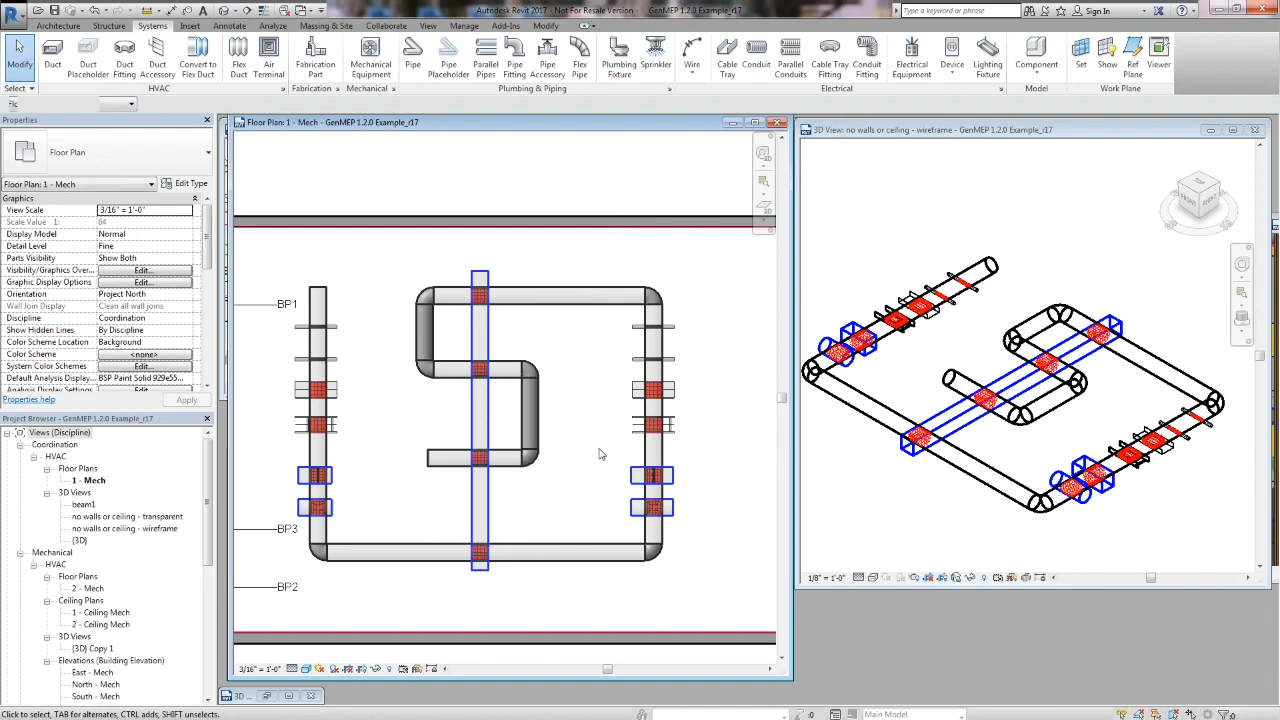 Autodesk Revit 2017 - Not For Resale Version - GenMEP 1.2.0 Example_r17
Type a keyword or phrase
Sign In
Architecture Structure Systems Insert Annotate Analyze Massing & Site Collaborate View Manage Add-Ins Modify
Modify
Duct
Duct Placeholder
Duct Fitting
Duct Accessory
Convert to Flex Duct
Flex Duct
Air Terminal
Fabrication Part
Mechanical Equipment
Pipe
Pipe Placeholder
Parallel Pipes
Pipe Fitting
Pipe Accessory
Flex Pipe
Plumbing Fixture
Sprinkler
Wire
Cable Tray
Conduit
Parallel Conduits
Cable Tray Fitting
Conduit Fitting
Electrical Equipment
Device
Lighting Fixture
Component
Set
Show
Ref Plane
Viewer
Select HVAC Fabrication Mechanical Plumbing & Piping Electrical Model Work Plane
Properties
Floor Plan
Floor Plan: 1 - Mech
Edit Type
Graphics
View Scale 3/16" = 1'-0"
Scale Value 1: 64
Display Model Normal
Detail Level Fine
Parts Visibility Show Both
Visibility/Graphics Over... Edit...
Graphic Display Options Edit...
Orientation Project North
Wall Join Display Clean all wall joins
Discipline Coordination
Show Hidden Lines By Discipline
Color Scheme Location Background
Color Scheme <none>
System Color Schemes Edit...
Default Analysis Display... BSP Paint Solid 929e55...
Properties help
Apply
Project Browser - GenMEP 1.2.0 Example_r17
Views (Discipline)
Coordination
HVAC
Floor Plans
1 - Mech
3D Views
beam1
no walls or ceiling - transparent
no walls or ceiling - wireframe
{3D}
Mechanical
HVAC
Floor Plans
2 - Mech
Ceiling Plans
1 - Ceiling Mech
2 - Ceiling Mech
3D Views
{3D} Copy 1
Elevations (Building Elevation)
East - Mech
North - Mech
South - Mech
Floor Plan: 1 - Mech - GenMEP 1.2.0 Example_r17
2D
BP1
BP3
BP2
3/16" = 1'-0"
3D ...
3D View: no walls or ceiling - wireframe - GenMEP 1.2.0 Example_r17
TOP
FRONT
RIGHT
1/8" = 1'-0"
Click to select, TAB for alternates, CTRL adds, SHIFT unselects.
:0
Main Model